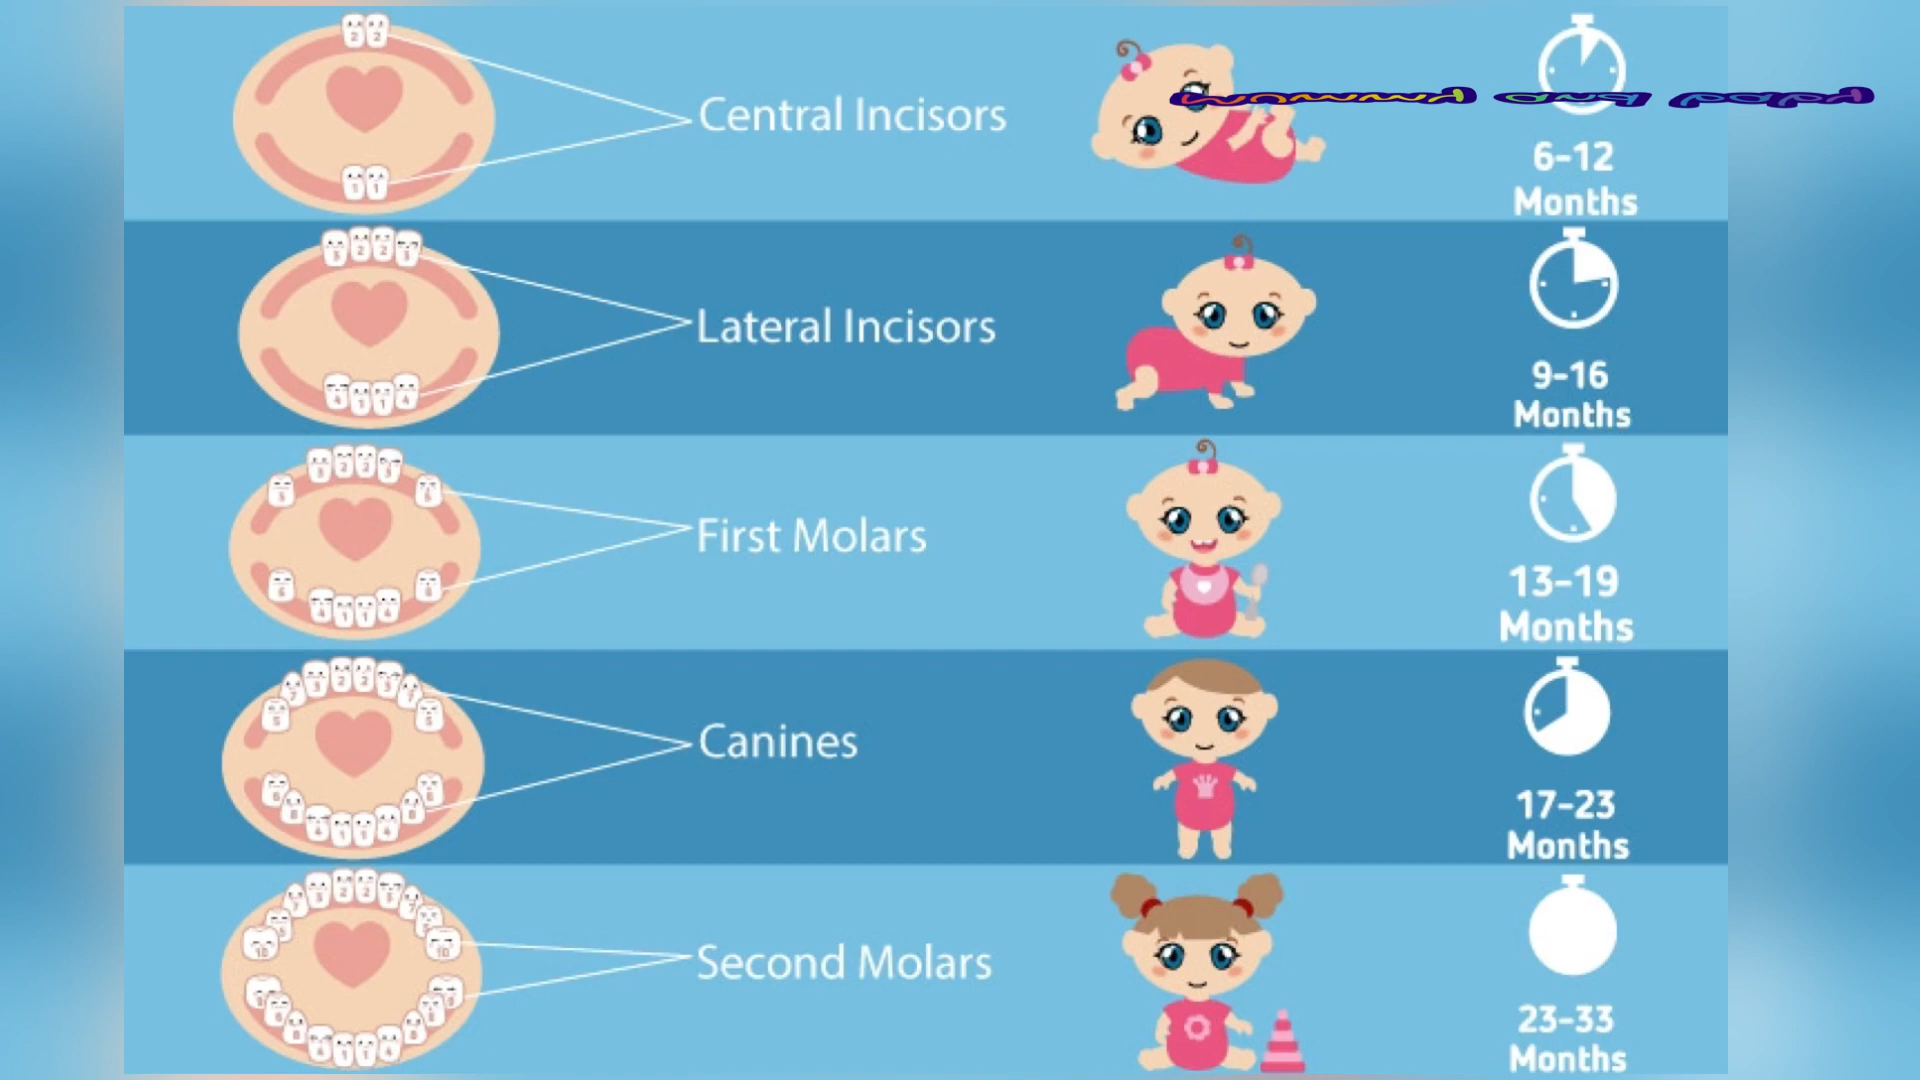 Central Incisors
6-12
Months
Lateral Incisors
9-16
Months
First Molars
13-19
Months
Canines
17-23
Months
Second Molars
23-33
Months